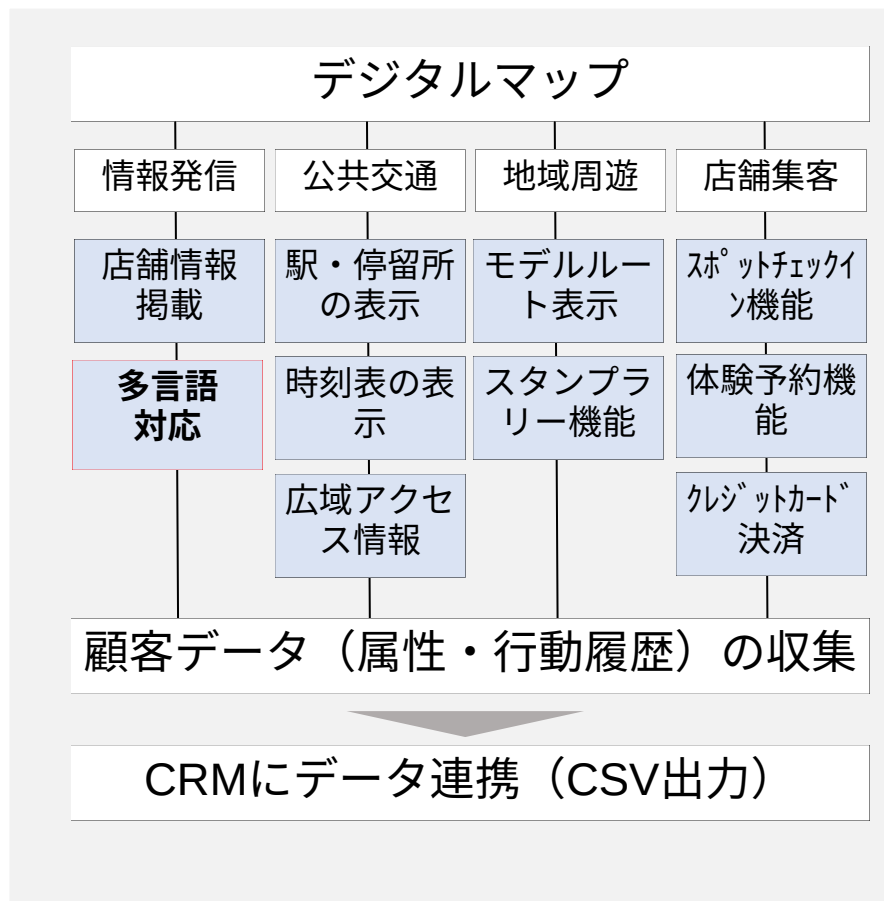 デジタルマップ
情報発信
公共交通
地域周遊
店舗集客
店舗情報
掲載
駅・停留所
の表示
モデルルー
ト表示
ｽﾎﾟｯﾄﾁｪｯｸｲ
ﾝ機能
多言語
対応
時刻表の表
示
スタンプラ
リー機能
体験予約機
能
広域アクセ
ス情報
ｸﾚｼﾞｯﾄｶｰﾄﾞ
決済
顧客データ（属性・行動履歴）の収集
CRMにデータ連携（CSV出力）